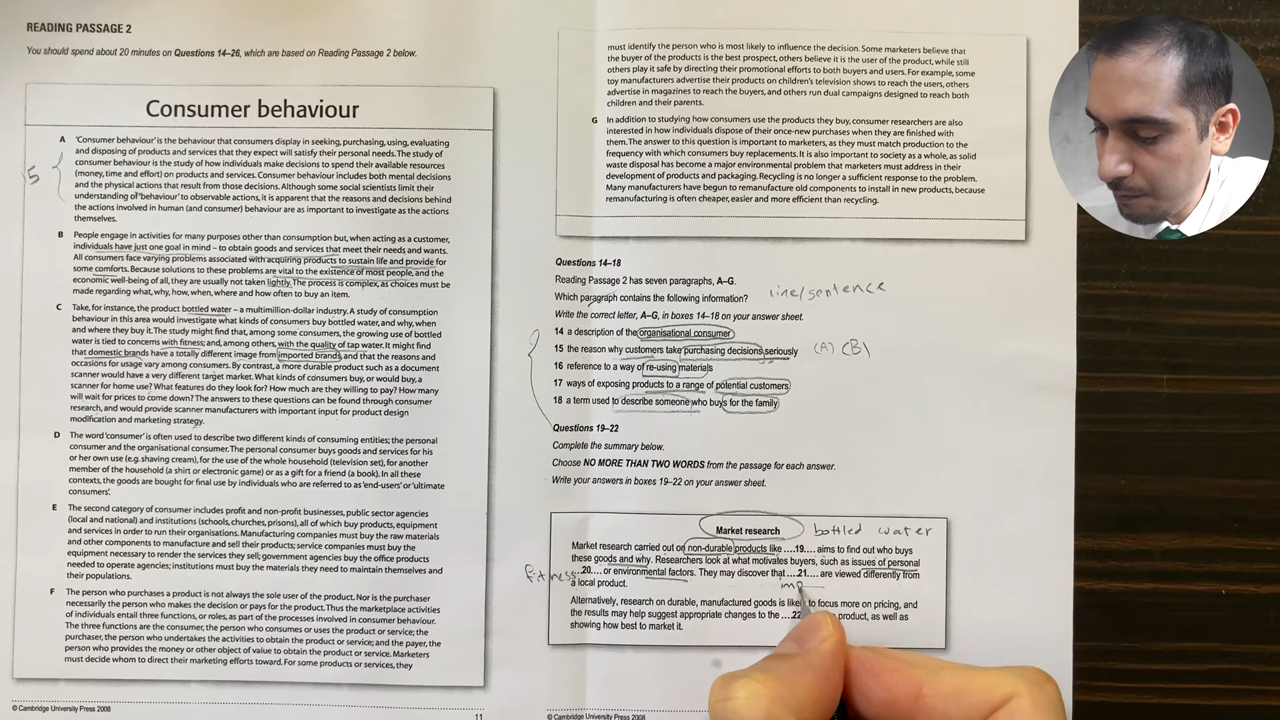 READING PASSAGE 2
You should spend about 20 minutes on Questions 14–26, which are based on Reading Passage 2 below.
Consumer behaviour
A 'Consumer behaviour' is the behaviour that consumers display in seeking, purchasing, using, evaluating
and disposing of products and services that they expect will satisfy their personal needs. The study of
consumer behaviour is the study of how individuals make decisions to spend their available resources
(money, time and effort) on products and services. Consumer behaviour includes both mental decisions
and the physical actions that result from those decisions. Although some social scientists limit their
understanding of 'behaviour' to observable actions, it is apparent that the reasons and decisions behind
the actions involved in human (and consumer) behaviour are as important to investigate as the actions
themselves.
15
B People engage in activities for many purposes other than consumption but, when acting as a customer,
individuals have just one goal in mind – to obtain goods and services that meet their needs and wants.
All consumers face varying problems associated with acquiring products to sustain life and provide for
some comforts. Because solutions to these problems are vital to the existence of most people, and the
economic well-being of all, they are usually not taken lightly. The process is complex, as choices must be
made regarding what, why, how, when, where and how often to buy an item.
C Take, for instance, the product bottled water – a multimillion-dollar industry. A study of consumption
behaviour in this area would investigate what kinds of consumers buy bottled water, and why, when
and where they buy it. The study might find that, among some consumers, the growing use of bottled
water is tied to concerns with fitness; and, among others, with the quality of tap water. It might find
that domestic brands have a totally different image from imported brands, and that the reasons and
occasions for usage vary among consumers. By contrast, a more durable product such as a document
scanner would have a very different target market. What kinds of consumers buy, or would buy, a
scanner for home use? What features do they look for? How much are they willing to pay? How many
will wait for prices to come down? The answers to these questions can be found through consumer
research, and would provide scanner manufacturers with important input for product design
modification and marketing strategy.
D The word 'consumer' is often used to describe two different kinds of consuming entities; the personal
consumer and the organisational consumer. The personal consumer buys goods and services for his
or her own use (e.g. shaving cream), for the use of the whole household (television set), for another
member of the household (a shirt or electronic game) or as a gift for a friend (a book). In all these
contexts, the goods are bought for final use by individuals who are referred to as 'end-users' or 'ultimate
consumers'.
E The second category of consumer includes profit and non-profit businesses, public sector agencies
(local and national) and institutions (schools, churches, prisons), all of which buy products, equipment
and services in order to run their organisations. Manufacturing companies must buy the raw materials
and other components to manufacture and sell their products; service companies must buy the
equipment necessary to render the services they sell; government agencies buy the office products
needed to operate agencies; institutions must buy the materials they need to maintain themselves and
their populations.
F The person who purchases a product is not always the sole user of the product. Nor is the purchaser
necessarily the person who makes the decision or pays for the product. Thus the marketplace activities
of individuals entail three functions, or roles, as part of the processes involved in consumer behaviour.
The three functions are the consumer, the person who consumes or uses the product or service; the
purchaser, the person who undertakes the activities to obtain the product or service; and the payer, the
person who provides the money or other object of value to obtain the product or service. Marketers
must decide whom to direct their marketing efforts toward. For some products or services, they
© Cambridge University Press 2008
11
must identify the person who is most likely to influence the decision. Some marketers believe that
the buyer of the products is the best prospect, others believe it is the user of the product, while still
others play it safe by directing their promotional efforts to both buyers and users. For example, some
toy manufacturers advertise their products on children's television shows to reach the users, others
advertise in magazines to reach the buyers, and others run dual campaigns designed to reach both
children and their parents.
G In addition to studying how consumers use the products they buy, consumer researchers are also
interested in how individuals dispose of their once-new purchases when they are finished with
them. The answer to this question is important to marketers, as they must match production to the
frequency with which consumers buy replacements. It is also important to society as a whole, as solid
waste disposal has become a major environmental problem that marketers must address in their
development of products and packaging. Recycling is no longer a sufficient response to the problem.
Many manufacturers have begun to remanufacture old components to install in new products, because
remanufacturing is often cheaper, easier and more efficient than recycling.
Questions 14–18
Reading Passage 2 has seven paragraphs, A–G.
Which paragraph contains the following information? line/sentence
Write the correct letter, A–G, in boxes 14–18 on your answer sheet.
14 a description of the organisational consumer
15 the reason why customers take purchasing decisions seriously (A) (B)
16 reference to a way of re-using materials
17 ways of exposing products to a range of potential customers
18 a term used to describe someone who buys for the family
Questions 19–22
Complete the summary below.
Choose NO MORE THAN TWO WORDS from the passage for each answer.
Write your answers in boxes 19–22 on your answer sheet.
Market research bottled water
Market research carried out on non-durable products like ....19.... aims to find out who buys
these goods and why. Researchers look at what motivates buyers, such as issues of personal
fitness ....20.... or environmental factors. They may discover that ....21.... are viewed differently from
a local product. imp
Alternatively, research on durable, manufactured goods is likely to focus more on pricing, and
the results may help suggest appropriate changes to the ....22 product, as well as
showing how best to market it.
© Cambridge University Press 2008